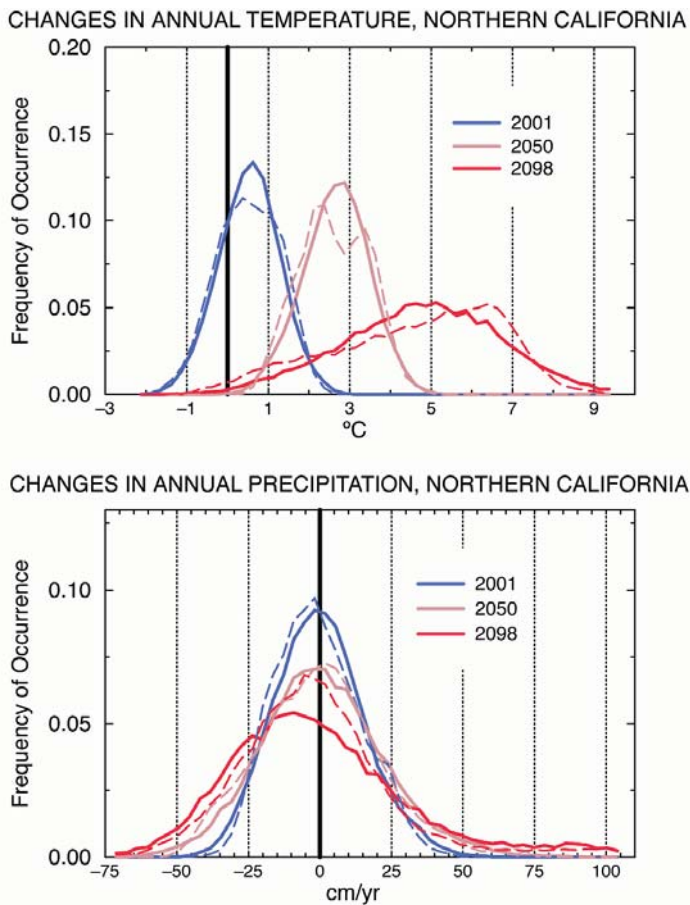 CHANGES IN ANNUAL TEMPERATURE, NORTHERN CALIFORNIA
0.20
0.15
0.10
0.05
0.00
Frequency of Occurrence
2001
2050
2098
−3 −1 1 3 5 7 9
°C
CHANGES IN ANNUAL PRECIPITATION, NORTHERN CALIFORNIA
0.10
0.05
0.00
Frequency of Occurrence
2001
2050
2098
−75 −50 −25 0 25 50 75 100
cm/yr